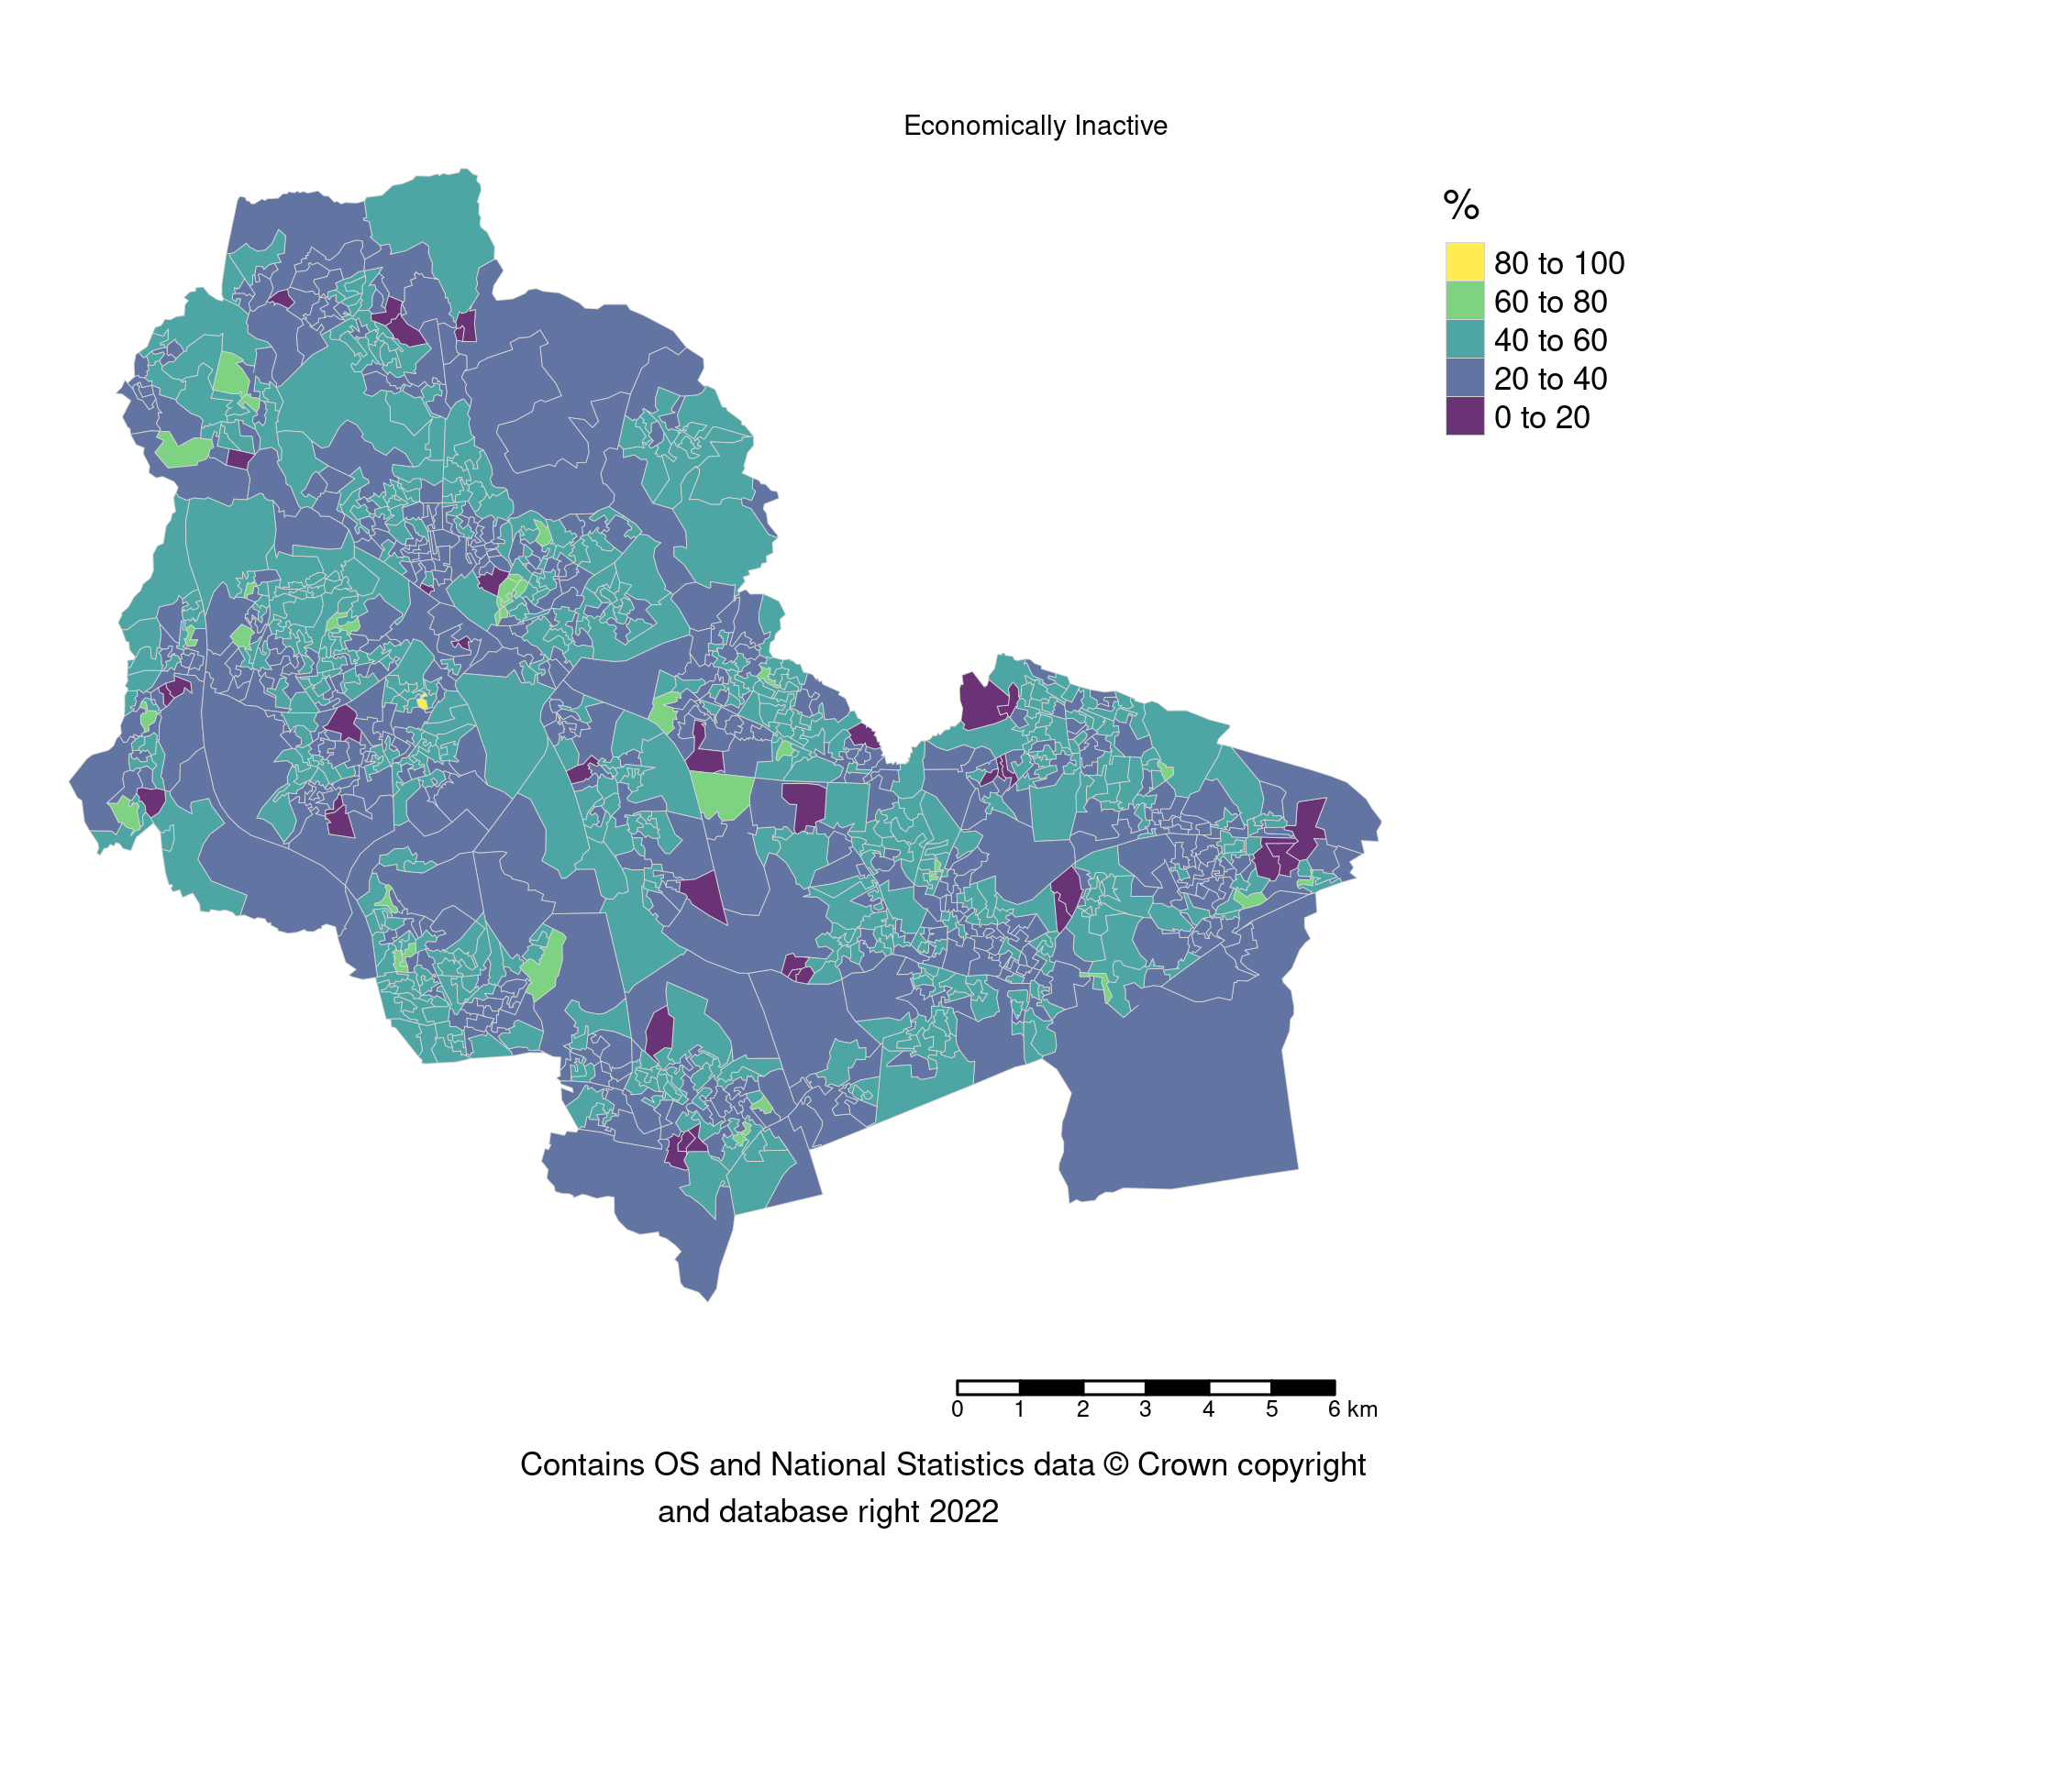 Economically Inactive
%
80 to 100
60 to 80
40 to 60
20 to 40
0 to 20
0 1 2 3 4 5 6 km
Contains OS and National Statistics data © Crown copyright
and database right 2022